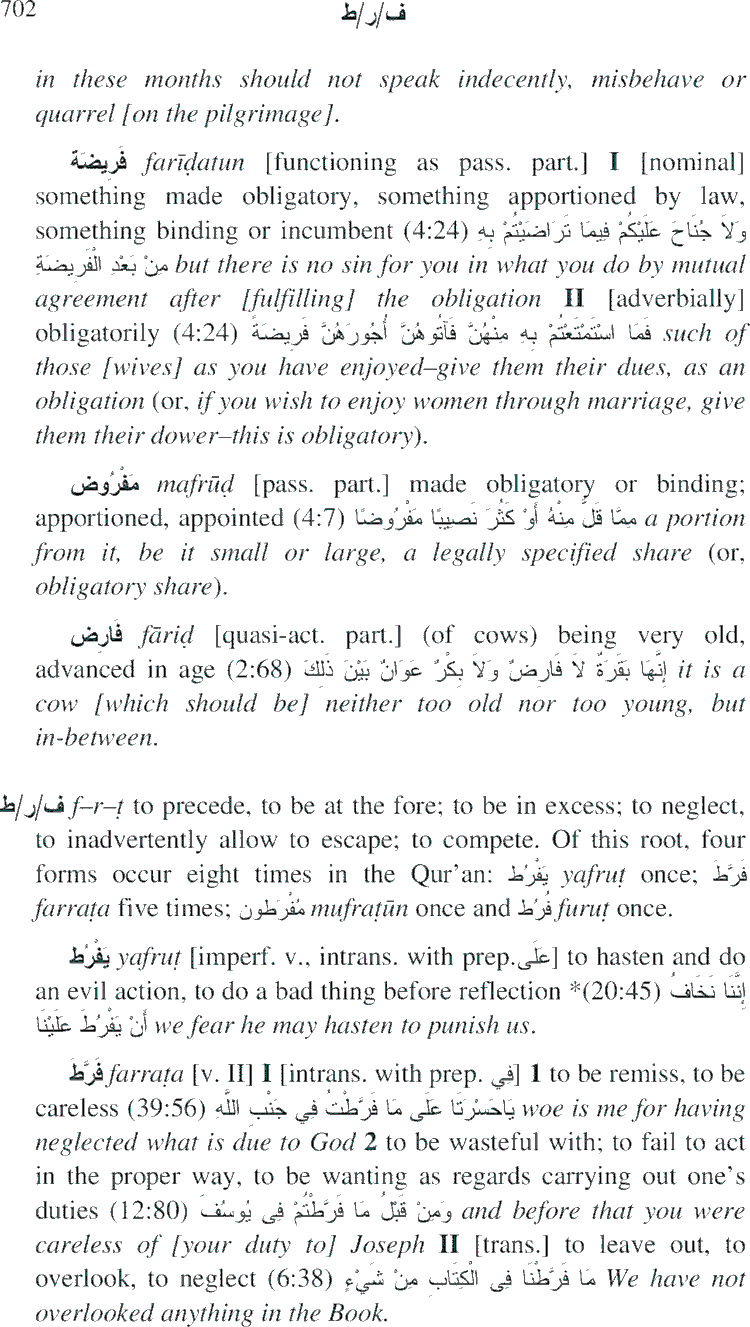 702
ف/ر/ط
in these months should not speak indecently, misbehave or
quarrel [on the pilgrimage].
فَرِيضَة farīḍatun [functioning as pass. part.] I [nominal]
something made obligatory, something apportioned by law,
something binding or incumbent (4:24) وَلاَ جُنَاحَ عَلَيْكُمْ فِيمَا تَرَاضَيْتُمْ بِهِ
مِنْ بَعْدِ الْفَرِيضَةِ but there is no sin for you in what you do by mutual
agreement after [fulfilling] the obligation II [adverbially]
obligatorily (4:24) فَمَا اسْتَمْتَعْتُمْ بِهِ مِنْهُنَّ فَآتُوهُنَّ أُجُورَهُنَّ فَرِيضَةً such of
those [wives] as you have enjoyed–give them their dues, as an
obligation (or, if you wish to enjoy women through marriage, give
them their dower–this is obligatory).
مَفْرُوض mafrūḍ [pass. part.] made obligatory or binding;
apportioned, appointed (4:7) مِمَّا قَلَّ مِنْهُ أَوْ كَثُرَ نَصِيبًا مَفْرُوضًا a portion
from it, be it small or large, a legally specified share (or,
obligatory share).
فَارِض fāriḍ [quasi-act. part.] (of cows) being very old,
advanced in age (2:68) إِنَّهَا بَقَرَةٌ لاَ فَارِضٌ وَلاَ بِكْرٌ عَوَانٌ بَيْنَ ذَلِكَ it is a
cow [which should be] neither too old nor too young, but
in-between.
ف/ر/ط f–r–ṭ to precede, to be at the fore; to be in excess; to neglect,
to inadvertently allow to escape; to compete. Of this root, four
forms occur eight times in the Qur'an: يَفْرُط yafruṭ once; فَرَّطَ
farraṭa five times; مُفْرَطون mufraṭūn once and فُرُط furuṭ once.
يَفْرُط yafruṭ [imperf. v., intrans. with prep.عَلَى] to hasten and do
an evil action, to do a bad thing before reflection *(20:45) إِنَّنَا نَخَافُ
أَنْ يَفْرُطَ عَلَيْنَا we fear he may hasten to punish us.
فَرَّطَ farraṭa [v. II] I [intrans. with prep. فِي] 1 to be remiss, to be
careless (39:56) يَاحَسْرَتَا عَلَى مَا فَرَّطْتُ فِي جَنْبِ اللَّهِ woe is me for having
neglected what is due to God 2 to be wasteful with; to fail to act
in the proper way, to be wanting as regards carrying out one's
duties (12:80) وَمِنْ قَبْلُ مَا فَرَّطْتُمْ فِي يُوسُفَ and before that you were
careless of [your duty to] Joseph II [trans.] to leave out, to
overlook, to neglect (6:38) مَا فَرَّطْنَا فِي الْكِتَابِ مِنْ شَيْءٍ We have not
overlooked anything in the Book.